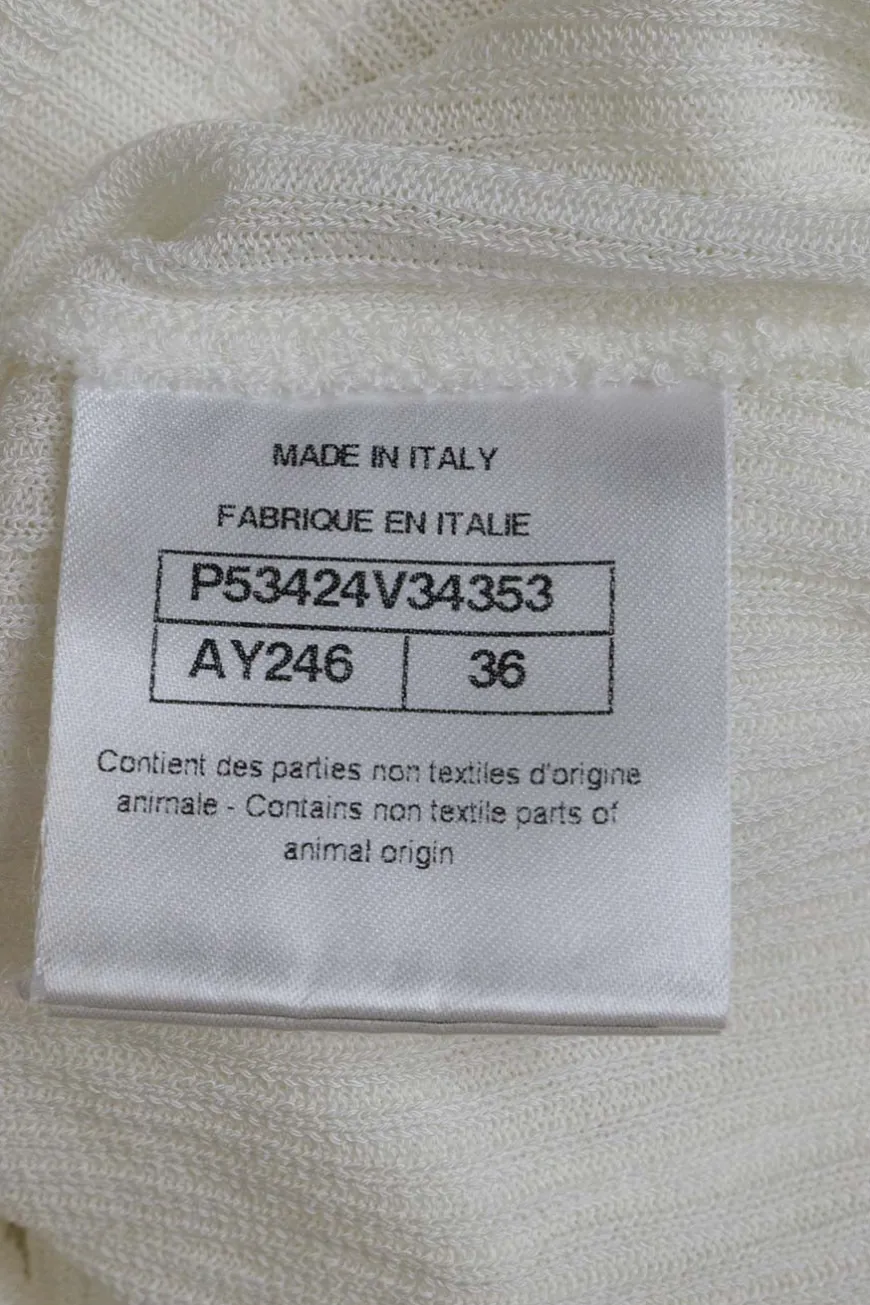 MADE IN ITALY
FABRIQUE EN ITALIE
P53424V34353
AY246 36
Contient des parties non textiles d'origine
animale - Contains non textile parts of
animal origin